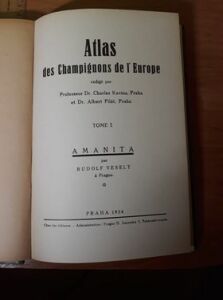 Atlas
des Champignons de l'Europe
rédigé par
Professeur Dr. Charles Kavina, Praha
et Dr. Albert Pilát, Praha
TOME I
AMANITA
par
RUDOLF VESELÝ
à Prague
PRAHA 1934